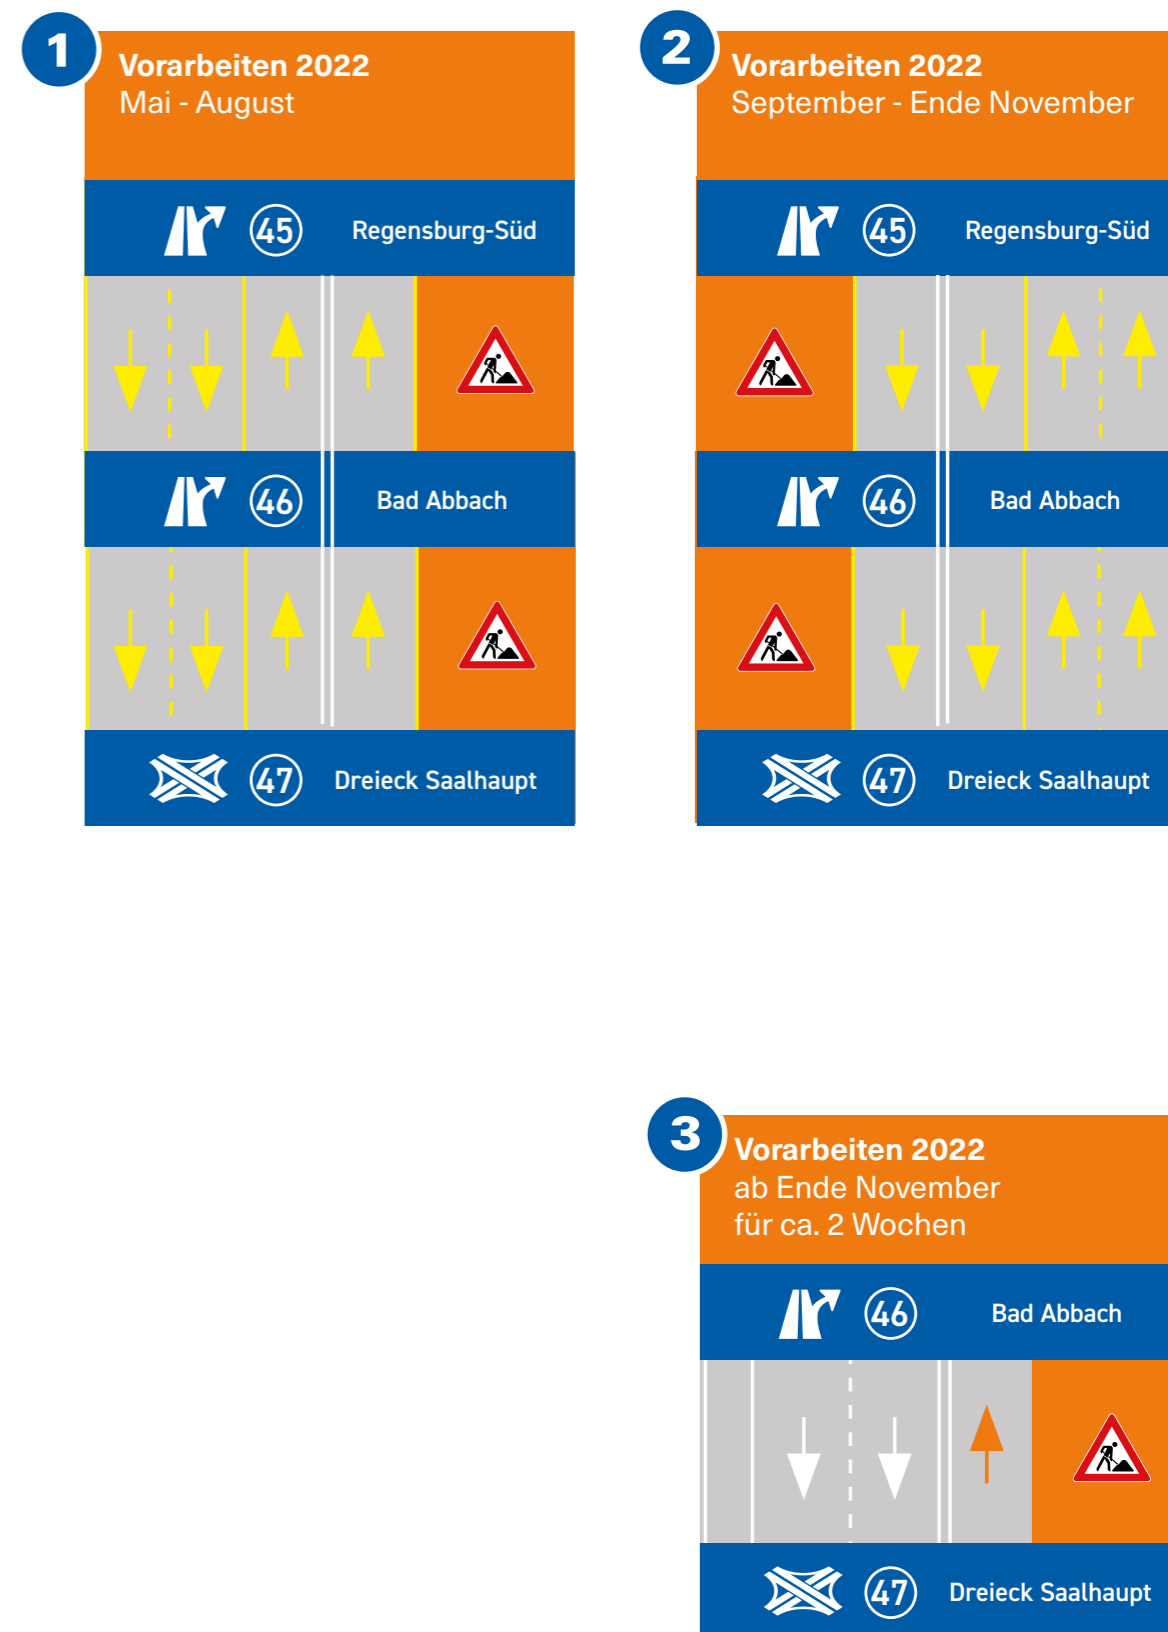 1
Vorarbeiten 2022
Mai - August
45 Regensburg-Süd
46 Bad Abbach
47 Dreieck Saalhaupt
2
Vorarbeiten 2022
September - Ende November
45 Regensburg-Süd
46 Bad Abbach
47 Dreieck Saalhaupt
3
Vorarbeiten 2022
ab Ende November
für ca. 2 Wochen
46 Bad Abbach
47 Dreieck Saalhaupt